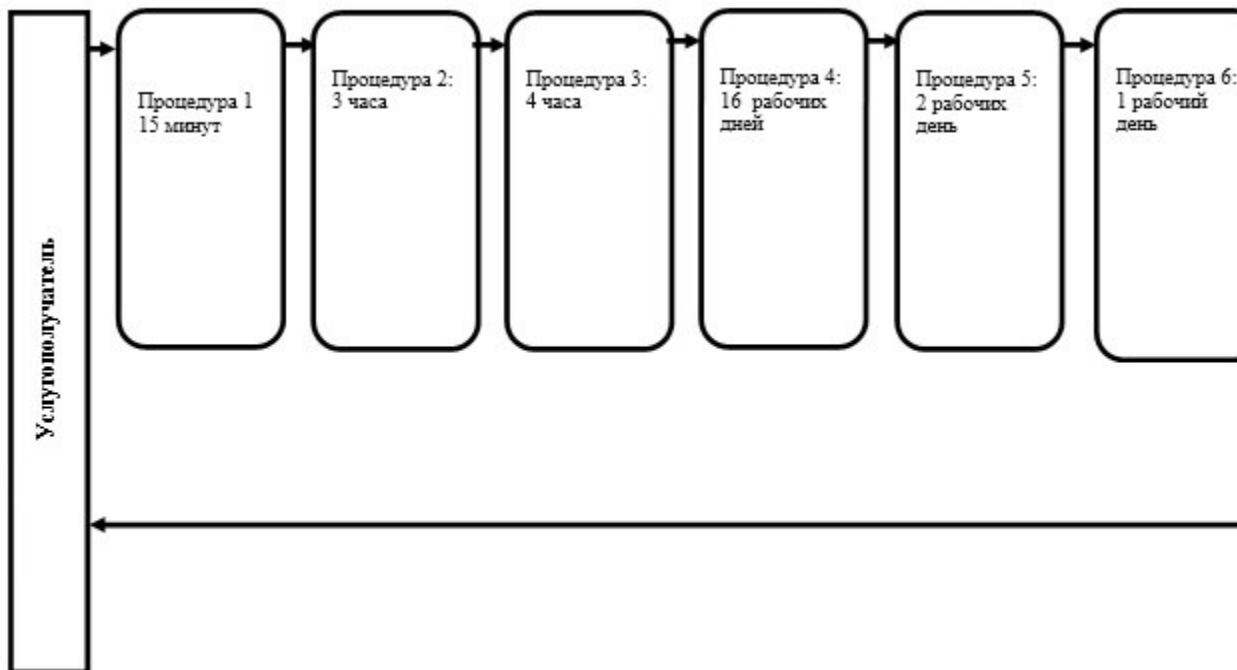 Услугополучатель
Процедура 1
15 минут
Процедура 2:
3 часа
Процедура 3:
4 часа
Процедура 4:
16 рабочих
дней
Процедура 5:
2 рабочих
день
Процедура 6:
1 рабочий
день